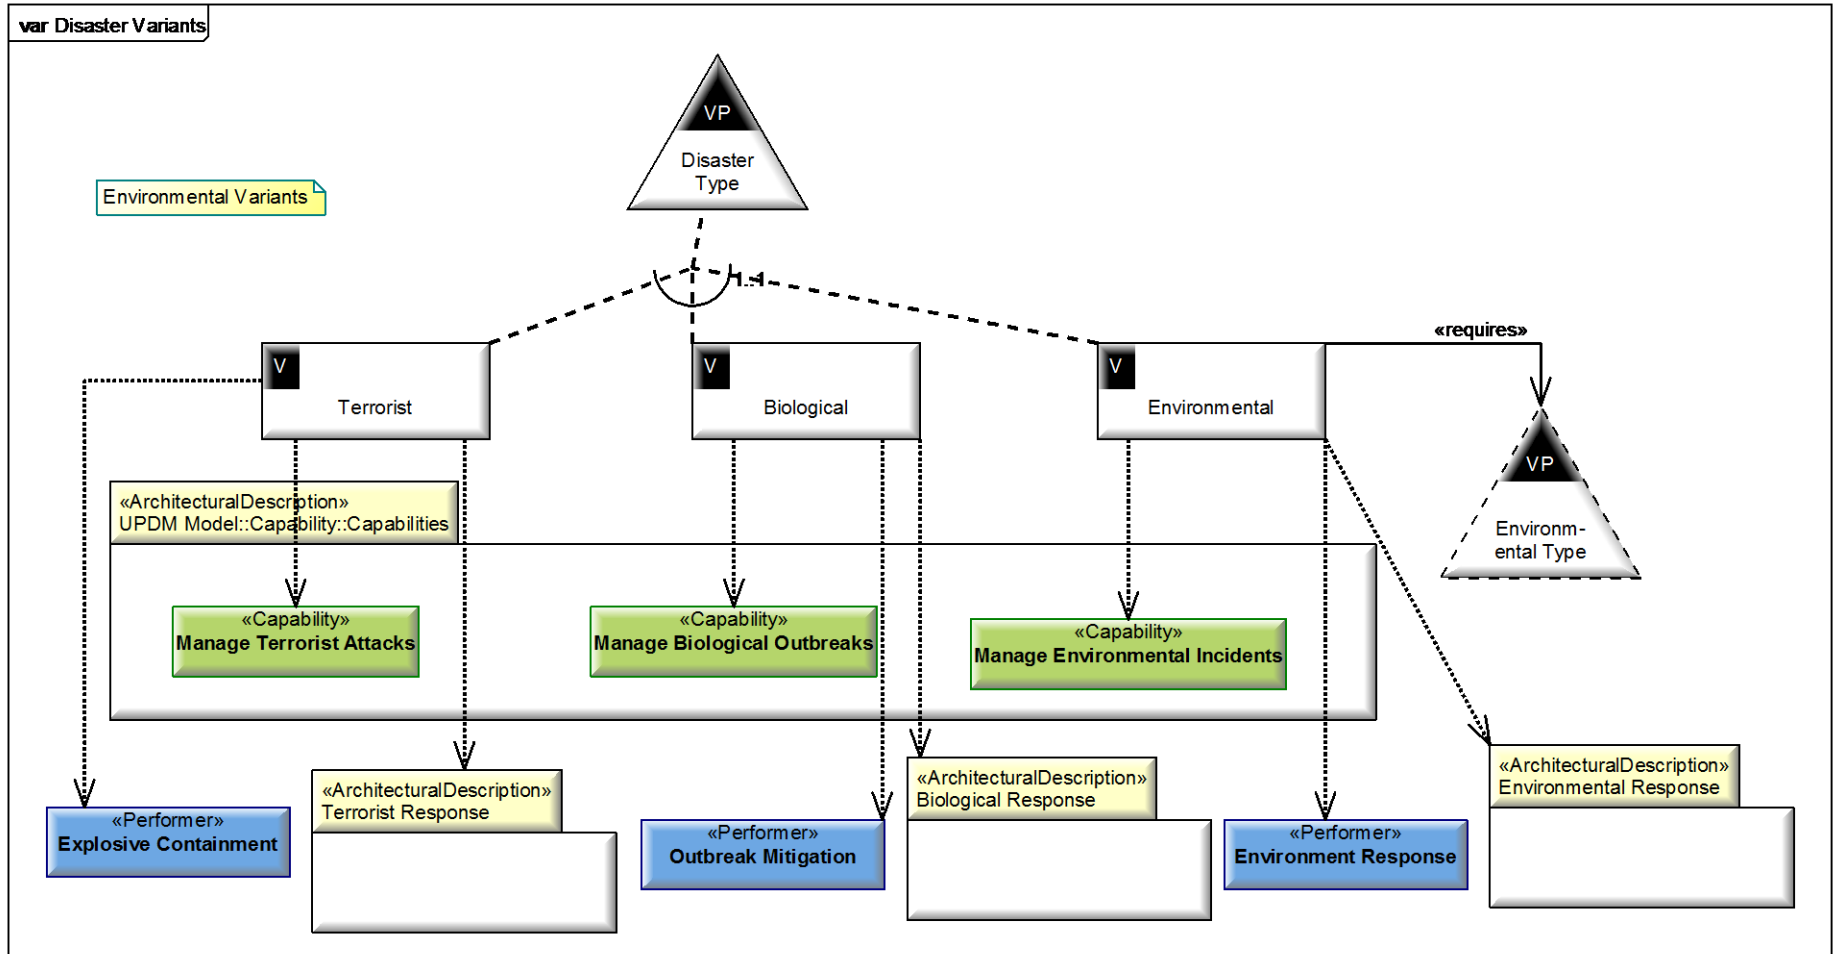 var Disaster Variants
VP
Disaster
Type
Environmental Variants
1..1
«requires»
V
Terrorist
V
Biological
V
Environmental
VP
Environm-
ental Type
«ArchitecturalDescription»
UPDM Model::Capability::Capabilities
«Capability»
Manage Terrorist Attacks
«Capability»
Manage Biological Outbreaks
«Capability»
Manage Environmental Incidents
«Performer»
Explosive Containment
«ArchitecturalDescription»
Terrorist Response
«Performer»
Outbreak Mitigation
«ArchitecturalDescription»
Biological Response
«Performer»
Environment Response
«ArchitecturalDescription»
Environmental Response